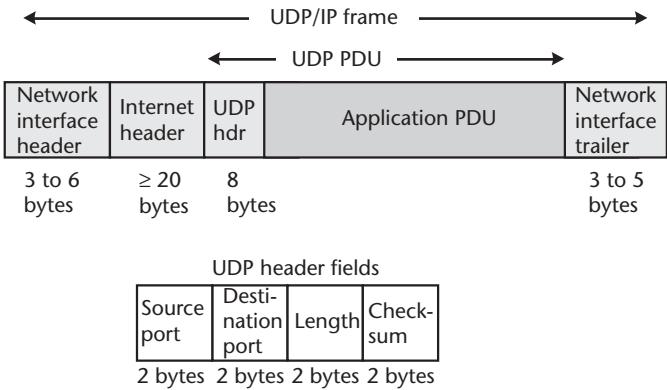 UDP/IP frame
UDP PDU
Network interface header
Internet header
UDP hdr
Application PDU
Network interface trailer
3 to 6 bytes
≥ 20 bytes
8 bytes
3 to 5 bytes
UDP header fields
Source port
Desti-nation port
Length
Check-sum
2 bytes 2 bytes 2 bytes 2 bytes